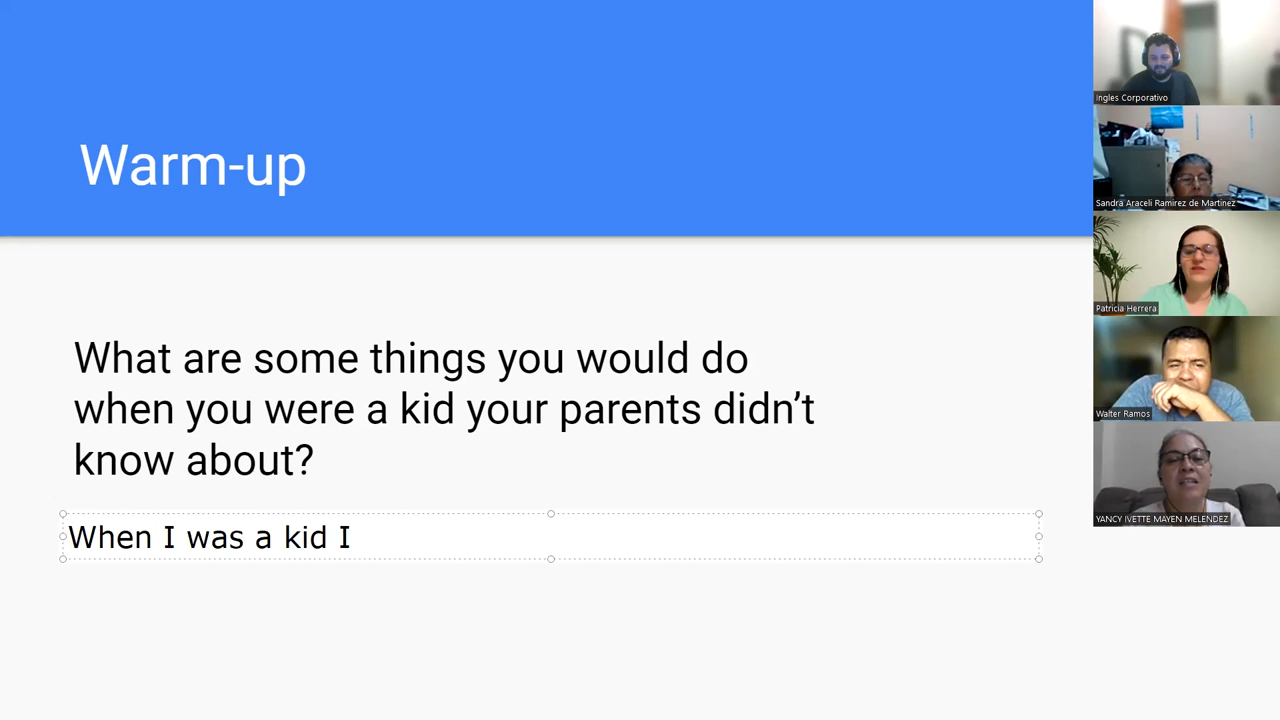 Warm-up
What are some things you would do
when you were a kid your parents didn’t
know about?
When I was a kid I
Ingles Corporativo
Sandra Araceli Ramirez de Martinez
Patricia Herrera
Walter Ramos
YANCY IVETTE MAYEN MELENDEZ